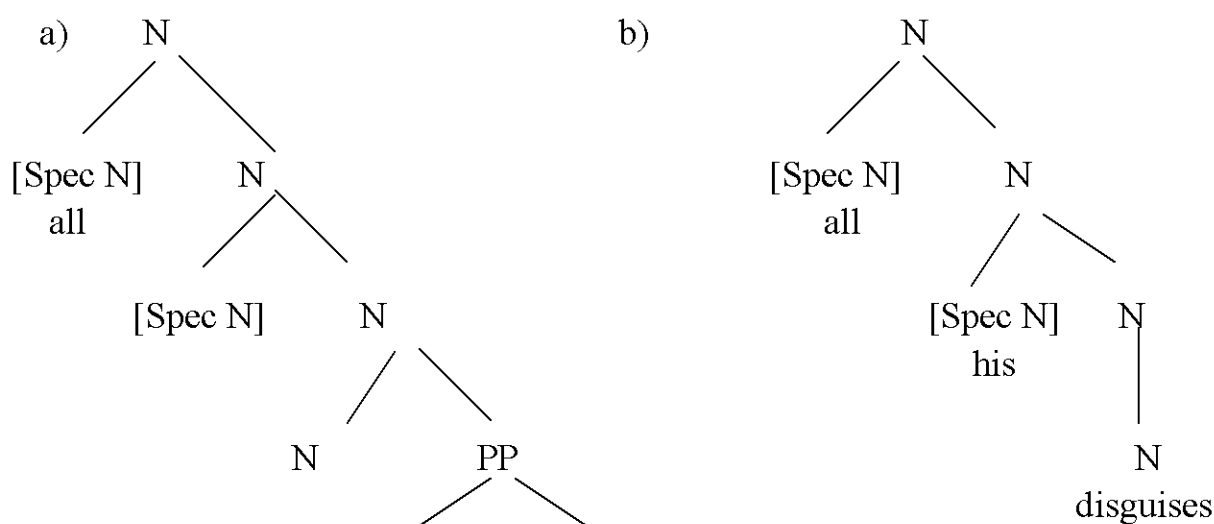 a) N b) N
[Spec N] N [Spec N] N
all all
[Spec N] N [Spec N] N
his
N PP N
disguises